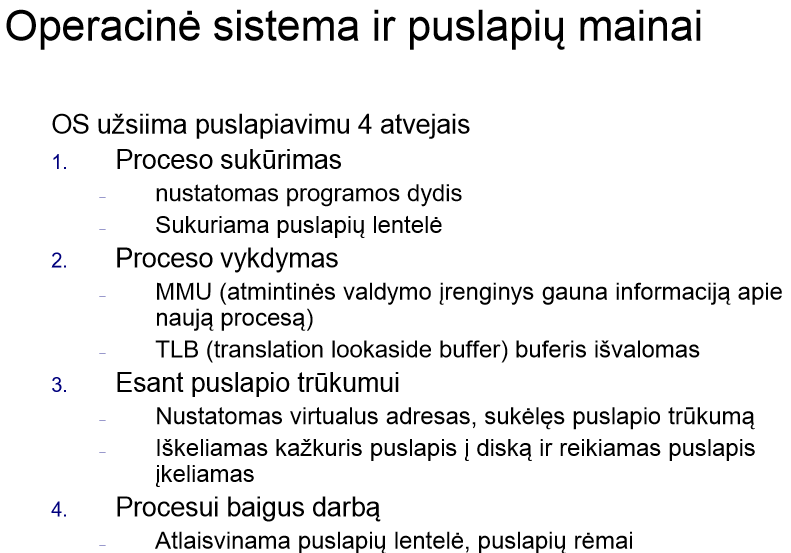 Operacinė sistema ir puslapių mainai
OS užsiima puslapiavimu 4 atvejais
1. Proceso sukūrimas
– nustatomas programos dydis
– Sukuriama puslapių lentelė
2. Proceso vykdymas
– MMU (atmintinės valdymo įrenginys gauna informaciją apie
naują procesą)
– TLB (translation lookaside buffer) buferis išvalomas
3. Esant puslapio trūkumui
– Nustatomas virtualus adresas, sukėlęs puslapio trūkumą
– Iškeliamas kažkuris puslapis į diską ir reikiamas puslapis
įkeliamas
4. Procesui baigus darbą
– Atlaisvinama puslapių lentelė, puslapių rėmai